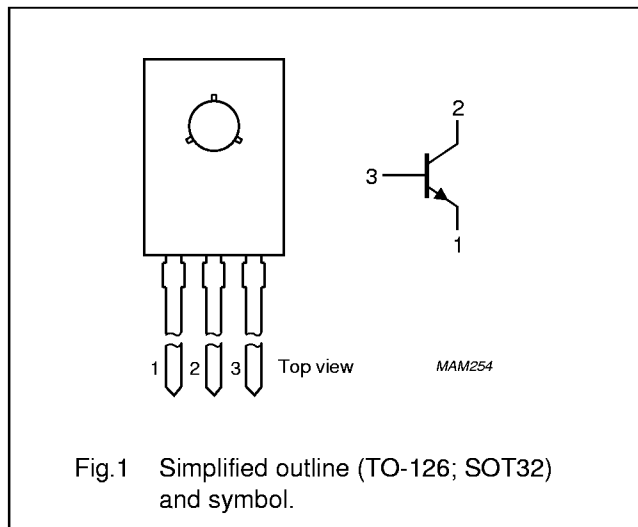 2
3
1
1 2 3 Top view MAM254
Fig.1 Simplified outline (TO-126; SOT32)
and symbol.